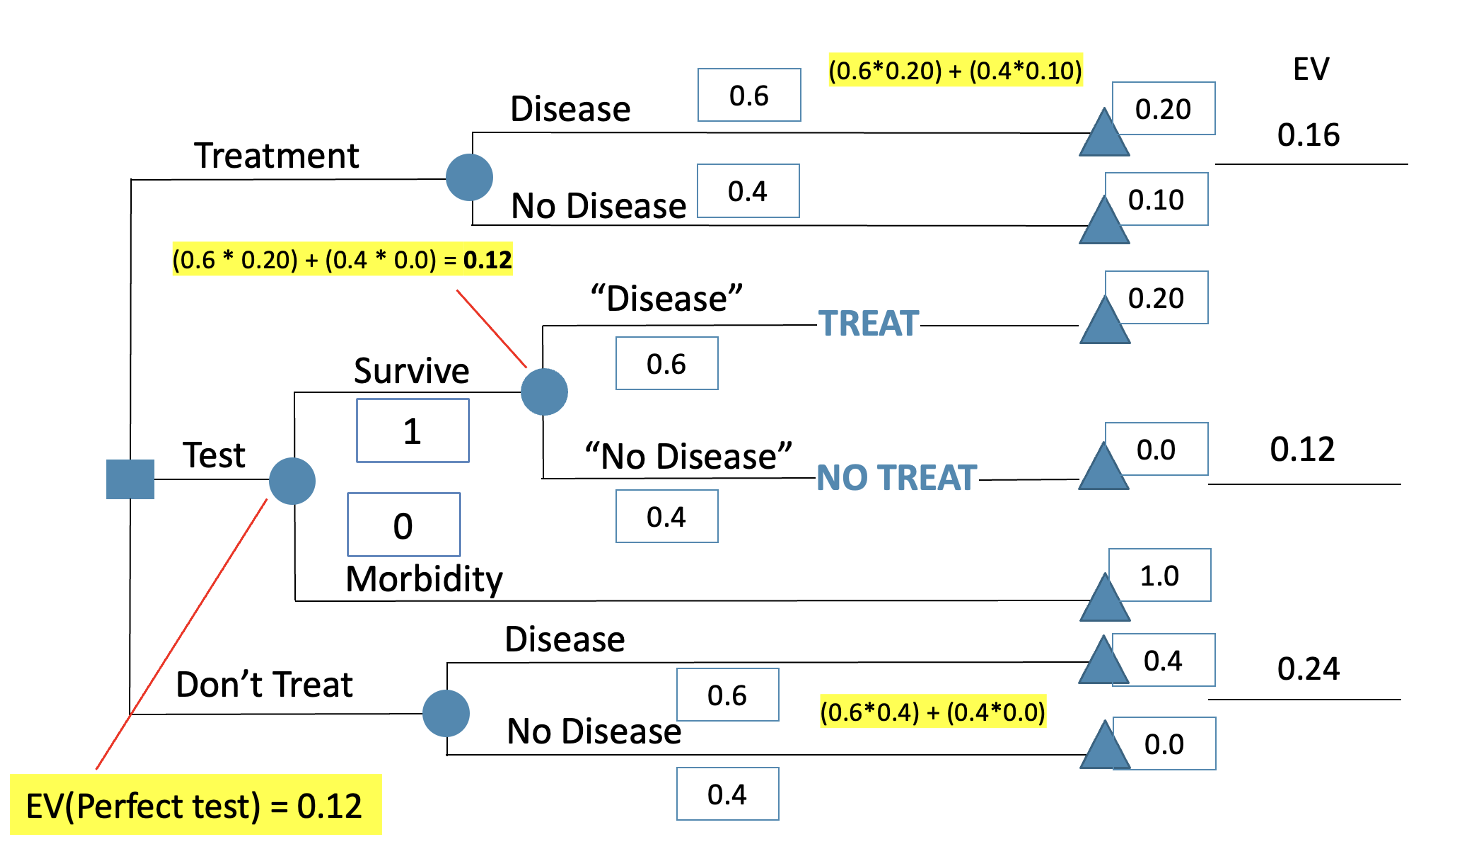 (0.6*0.20) + (0.4*0.10)
EV
Disease
0.6
0.20
0.16
Treatment
No Disease
0.4
0.10
(0.6 * 0.20) + (0.4 * 0.0) = 0.12
“Disease”
TREAT
0.20
0.6
Survive
1
Test
“No Disease”
NO TREAT
0.0
0.12
0.4
0
Morbidity
1.0
Disease
0.4
0.24
Don’t Treat
0.6
(0.6*0.4) + (0.4*0.0)
No Disease
0.0
0.4
EV(Perfect test) = 0.12